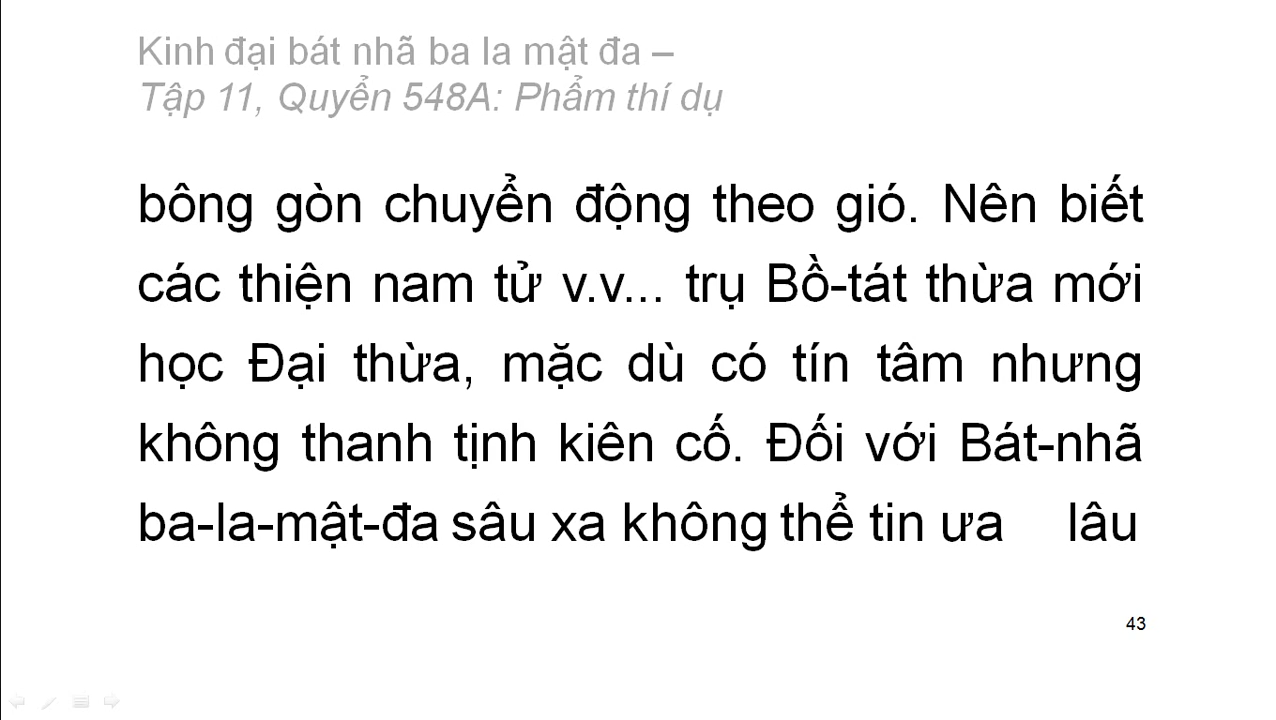 Kinh đại bát nhã ba la mật đa –
Tập 11, Quyển 548A: Phẩm thí dụ
bông gòn chuyển động theo gió. Nên biết
các thiện nam tử v.v... trụ Bồ-tát thừa mới
học Đại thừa, mặc dù có tín tâm nhưng
không thanh tịnh kiên cố. Đối với Bát-nhã
ba-la-mật-đa sâu xa không thể tin ưa lâu
43